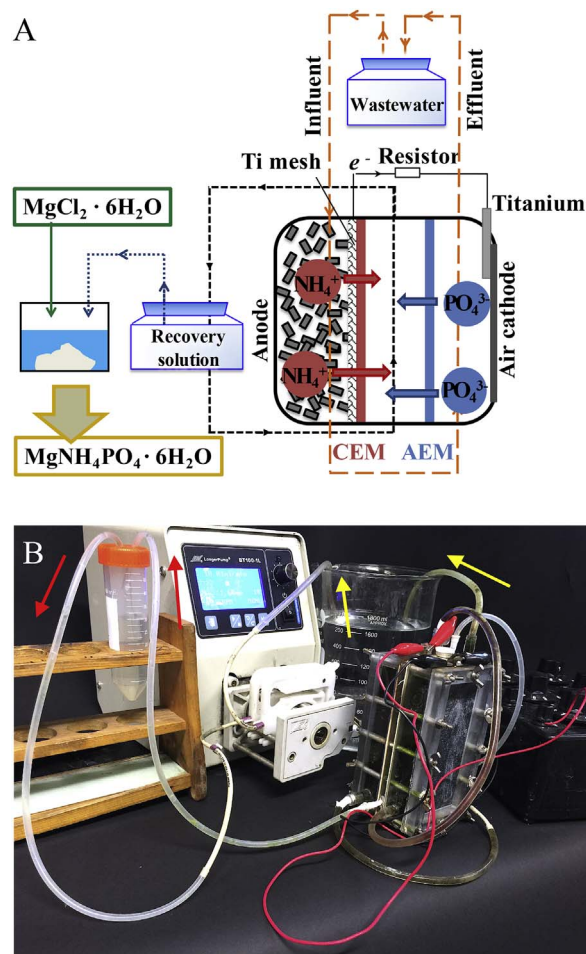 A
Influent
Effluent
Wastewater
Ti mesh
e-
Resistor
Titanium
MgCl2 · 6H2O
Recovery
solution
Anode
NH4+
PO43-
NH4+
PO43-
Air cathode
MgNH4PO4 · 6H2O
CEM
AEM
B
LongerPump
BT100-1L